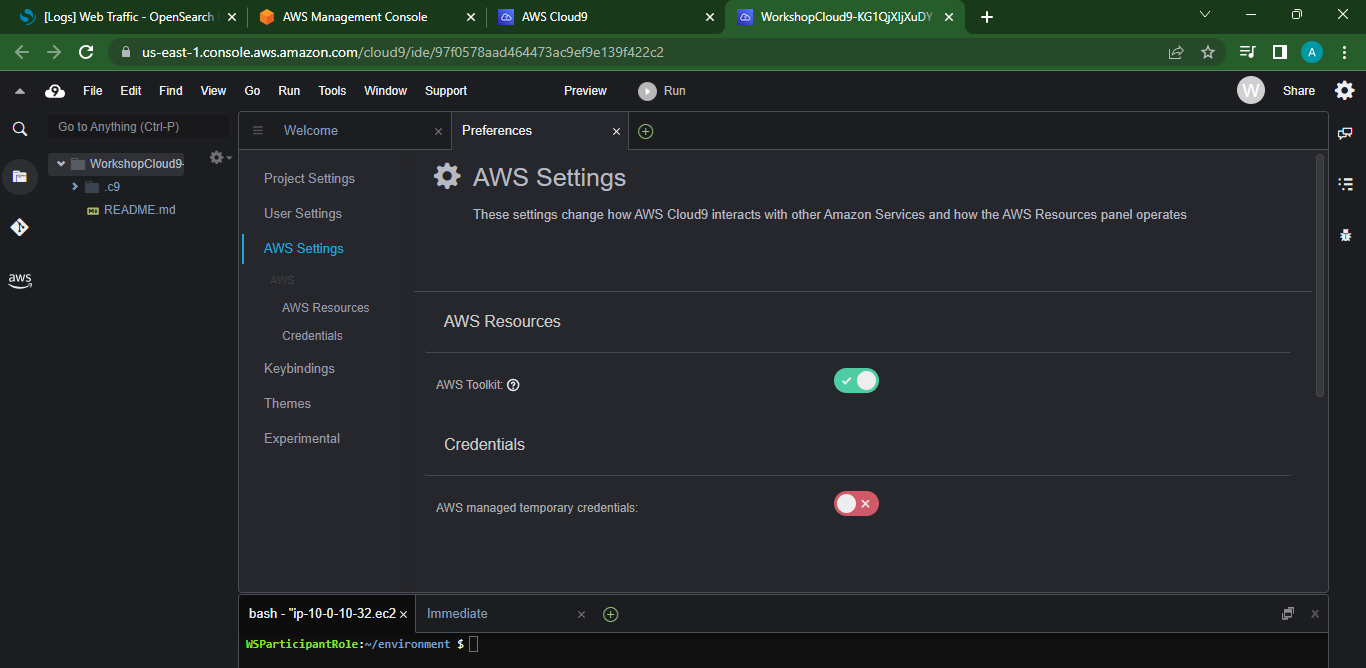 [Logs] Web Traffic - OpenSearch
AWS Management Console
AWS Cloud9
WorkshopCloud9-KG1QjXIjXuDY
us-east-1.console.aws.amazon.com/cloud9/ide/97f0578aad464473ac9ef9e139f422c2
A
9 File Edit Find View Go Run Tools Window Support Preview Run W Share
Go to Anything (Ctrl-P)
WorkshopCloud9-
.c9
README.md
aws
Welcome
Preferences
Project Settings
User Settings
AWS Settings
AWS
AWS Resources
Credentials
Keybindings
Themes
Experimental
AWS Settings
These settings change how AWS Cloud9 interacts with other Amazon Services and how the AWS Resources panel operates
AWS Resources
AWS Toolkit:
Credentials
AWS managed temporary credentials:
bash - "ip-10-0-10-32.ec2
Immediate
WSParticipantRole:~/environment $